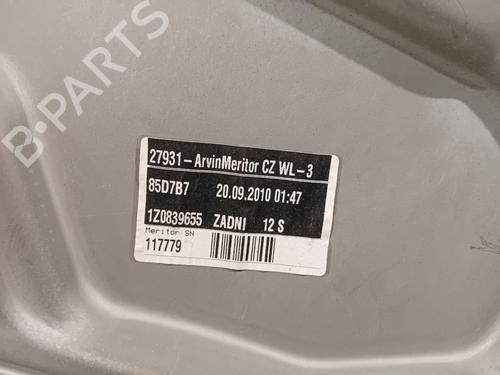 B-PARTS
27931-ArvinMeritor CZ WL-3
85D7B7 20.09.2010 01:47
1Z0839655 ZADNI 12 S
Meritor SN
117779